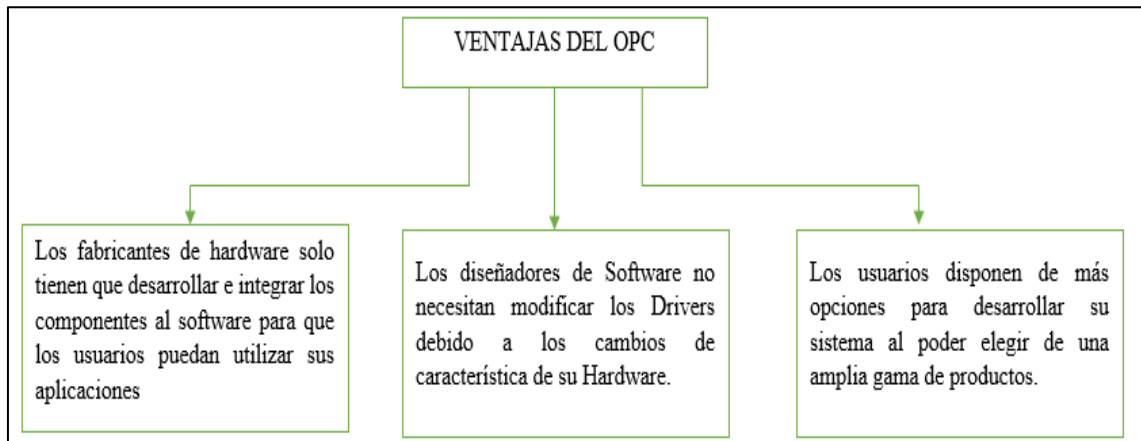 VENTAJAS DEL OPC
Los fabricantes de hardware solo
tienen que desarrollar e integrar los
componentes al software para que
los usuarios puedan utilizar sus
aplicaciones
Los diseñadores de Software no
necesitan modificar los Drivers
debido a los cambios de
característica de su Hardware.
Los usuarios disponen de más
opciones para desarrollar su
sistema al poder elegir de una
amplia gama de productos.